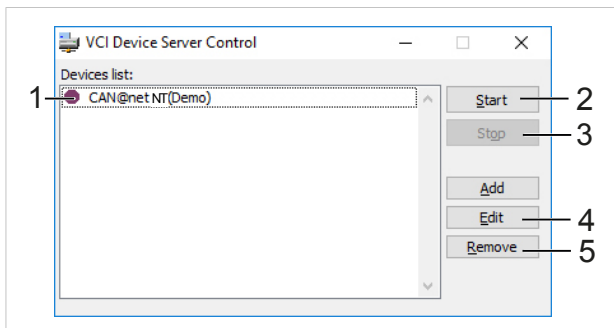 VCI Device Server Control
Devices list:
1 CAN@net NT(Demo)
Start 2
Stop 3
Add
Edit 4
Remove 5